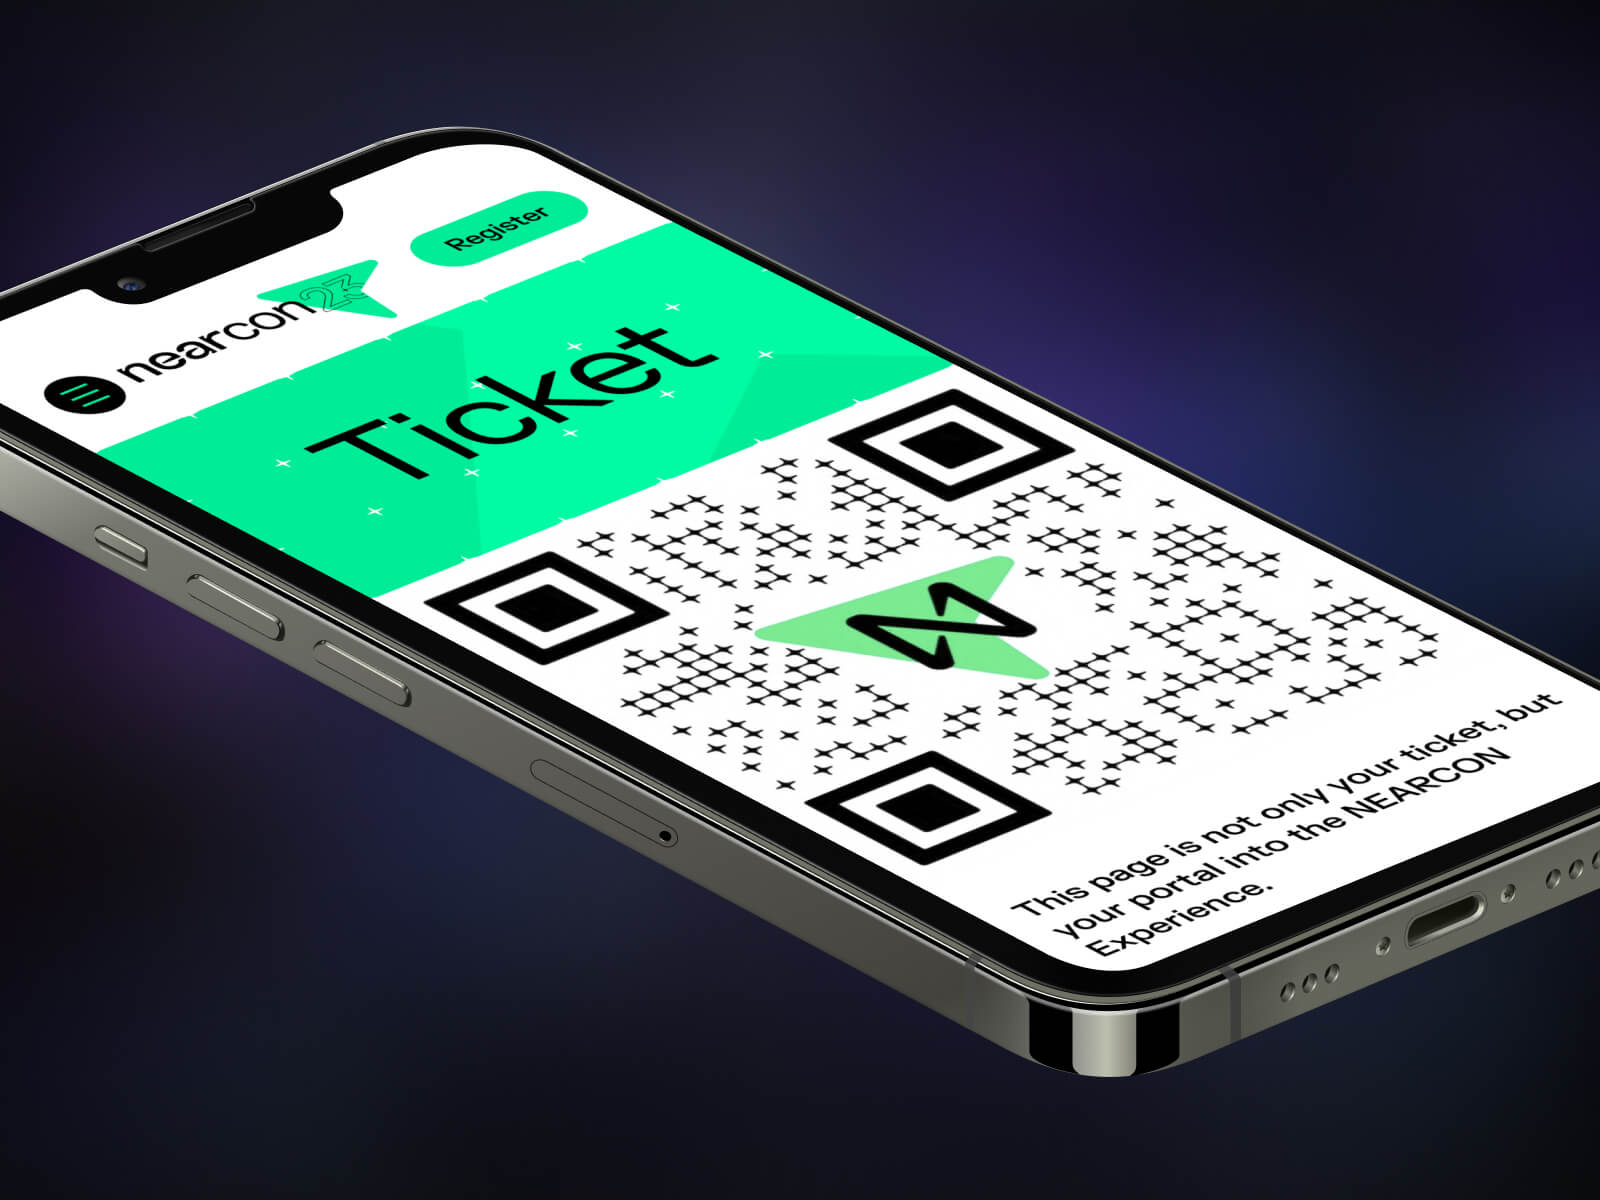 nearcon23
Register
Ticket
This page is not only your ticket, but
your portal into the NEARCON
Experience.